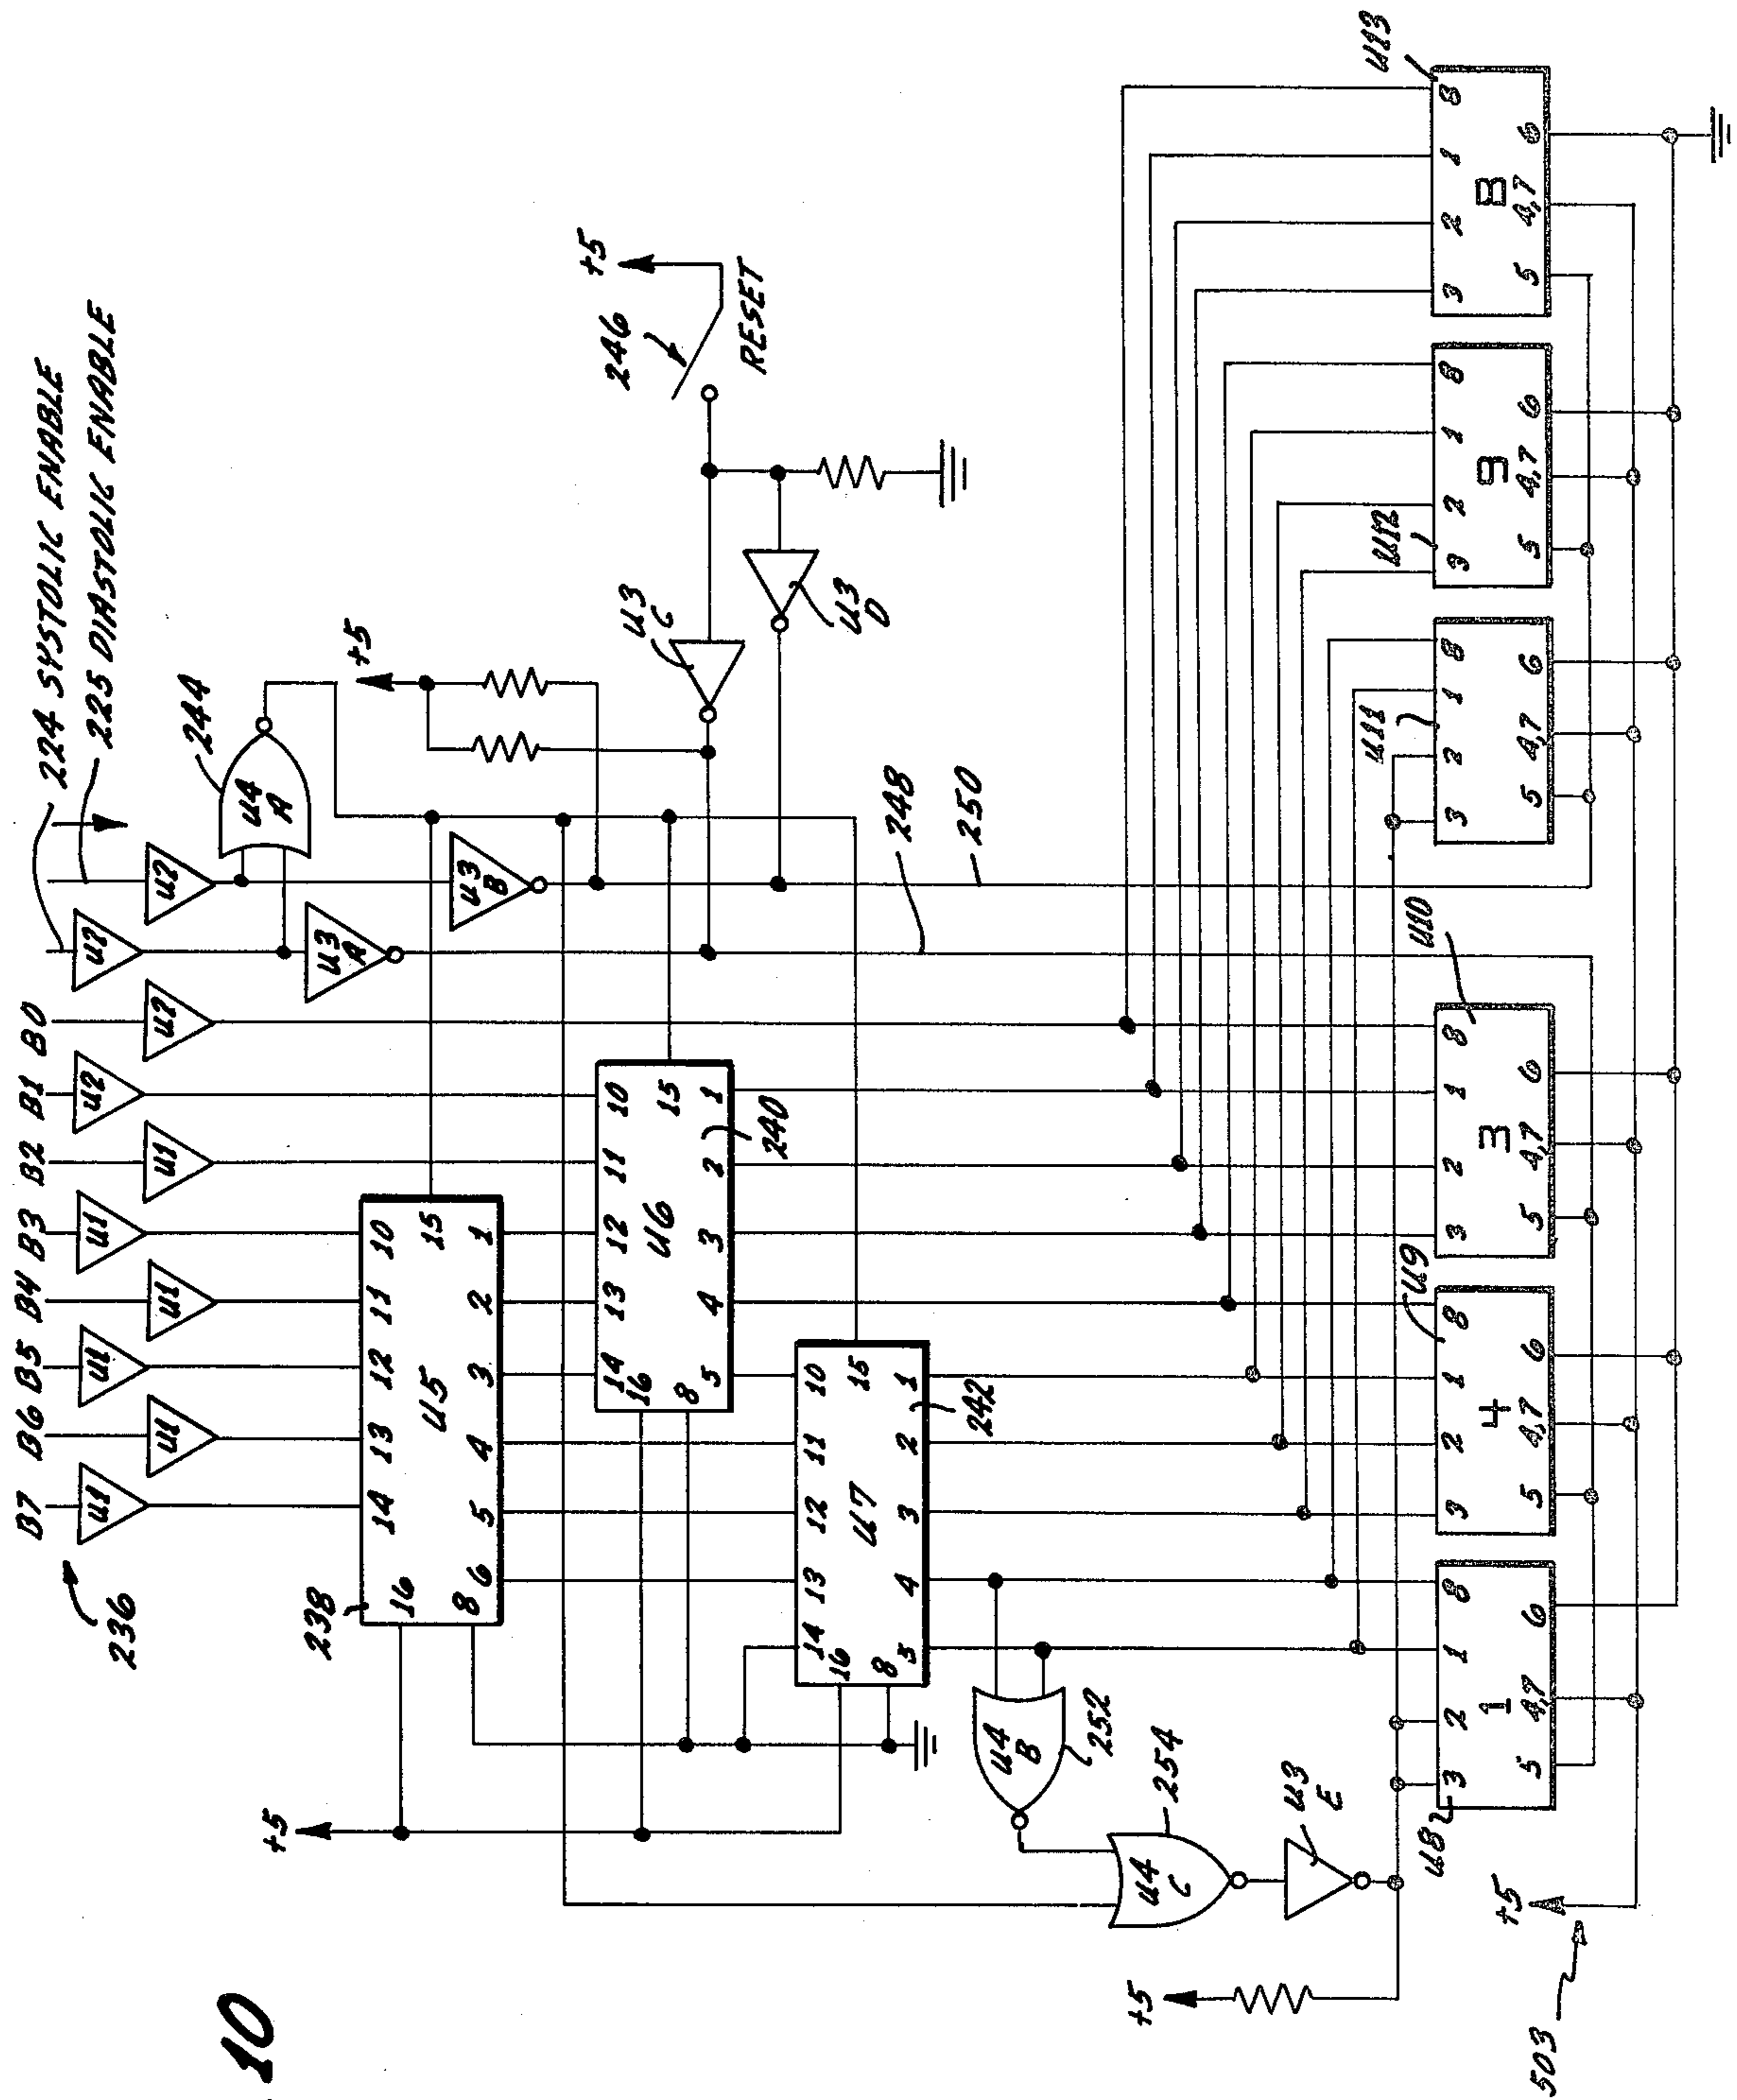 10
224 SYSTOLIC ENABLE
225 DIASTOLIC ENABLE
B7 B6 B5 B4 B3 B2 B1 B0
236
U1 U1 U1 U1 U1 U1 U2 U2 U2 U2
244
U4 A
U3 A
U3 B
+5
246
+5
RESET
U3 C
U3 D
238
14 13 12 11 10
16 15
U5
8 6 5 4 3 2 1
14 13 12 11 10
16 15
U6
8 5 4 3 2 1
240
+5
14 13 12 11 10
16 15
U7
8 5 4 3 2 1
242
248
250
U4 B
252
U4 C
254
U3 E
+5
U8
3 2 1 8
1
5 4,7 6
U9
3 2 1 8
4
5 4,7 6
U10
3 2 1 8
3
5 4,7 6
U11
3 2 1 8
5 4,7 6
U12
3 2 1 8
9
5 4,7 6
U13
3 2 1 8
8
5 4,7 6
+5
503